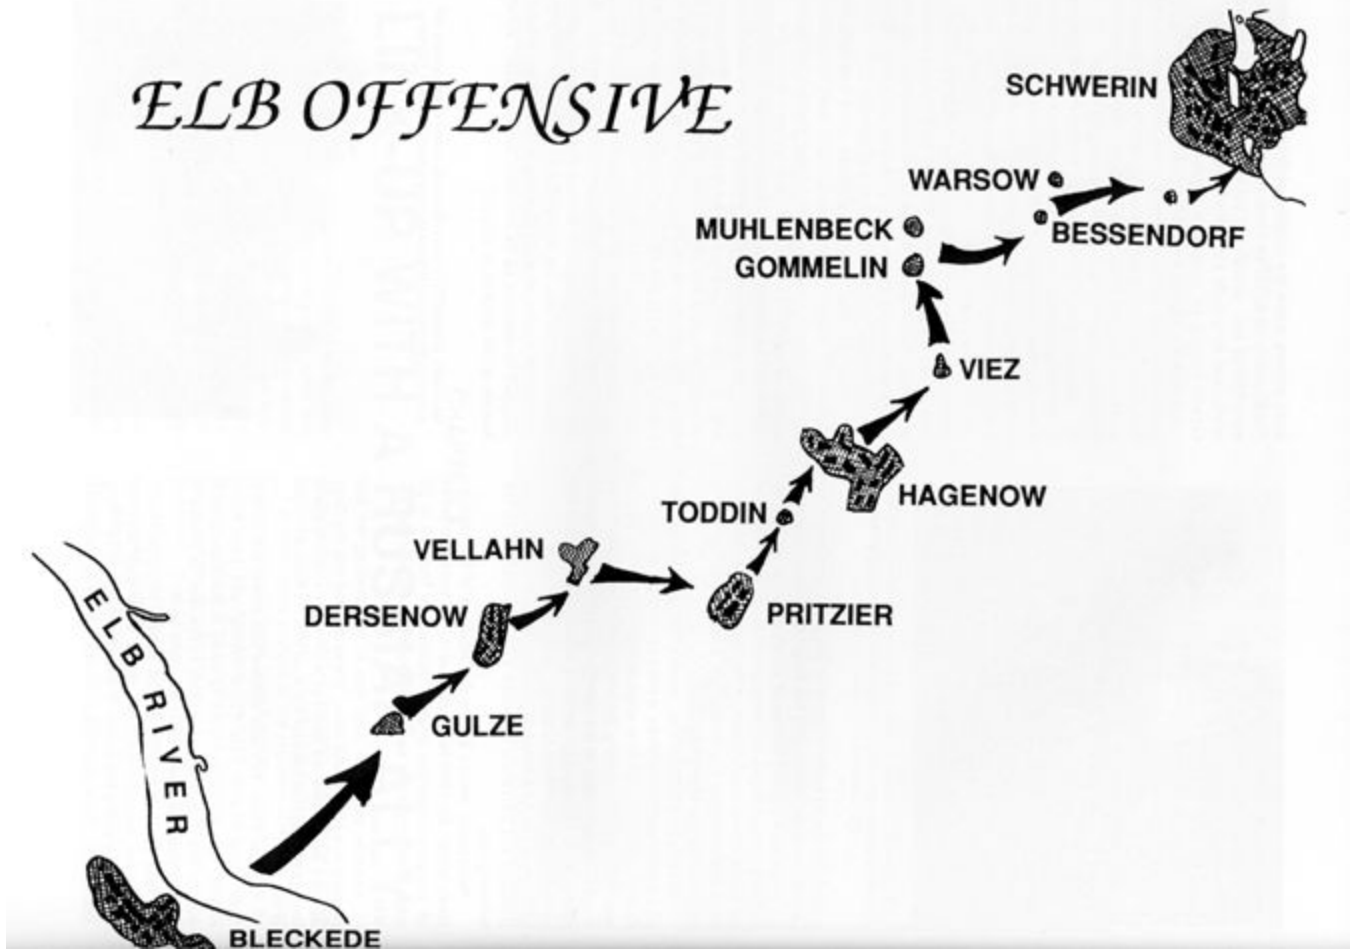 ELB OFFENSIVE
SCHWERIN
WARSOW
MUHLENBECK
BESSENDORF
GOMMELIN
VIEZ
HAGENOW
TODDIN
VELLAHN
DERSENOW
PRITZIER
GULZE
ELB RIVER
BLECKEDE